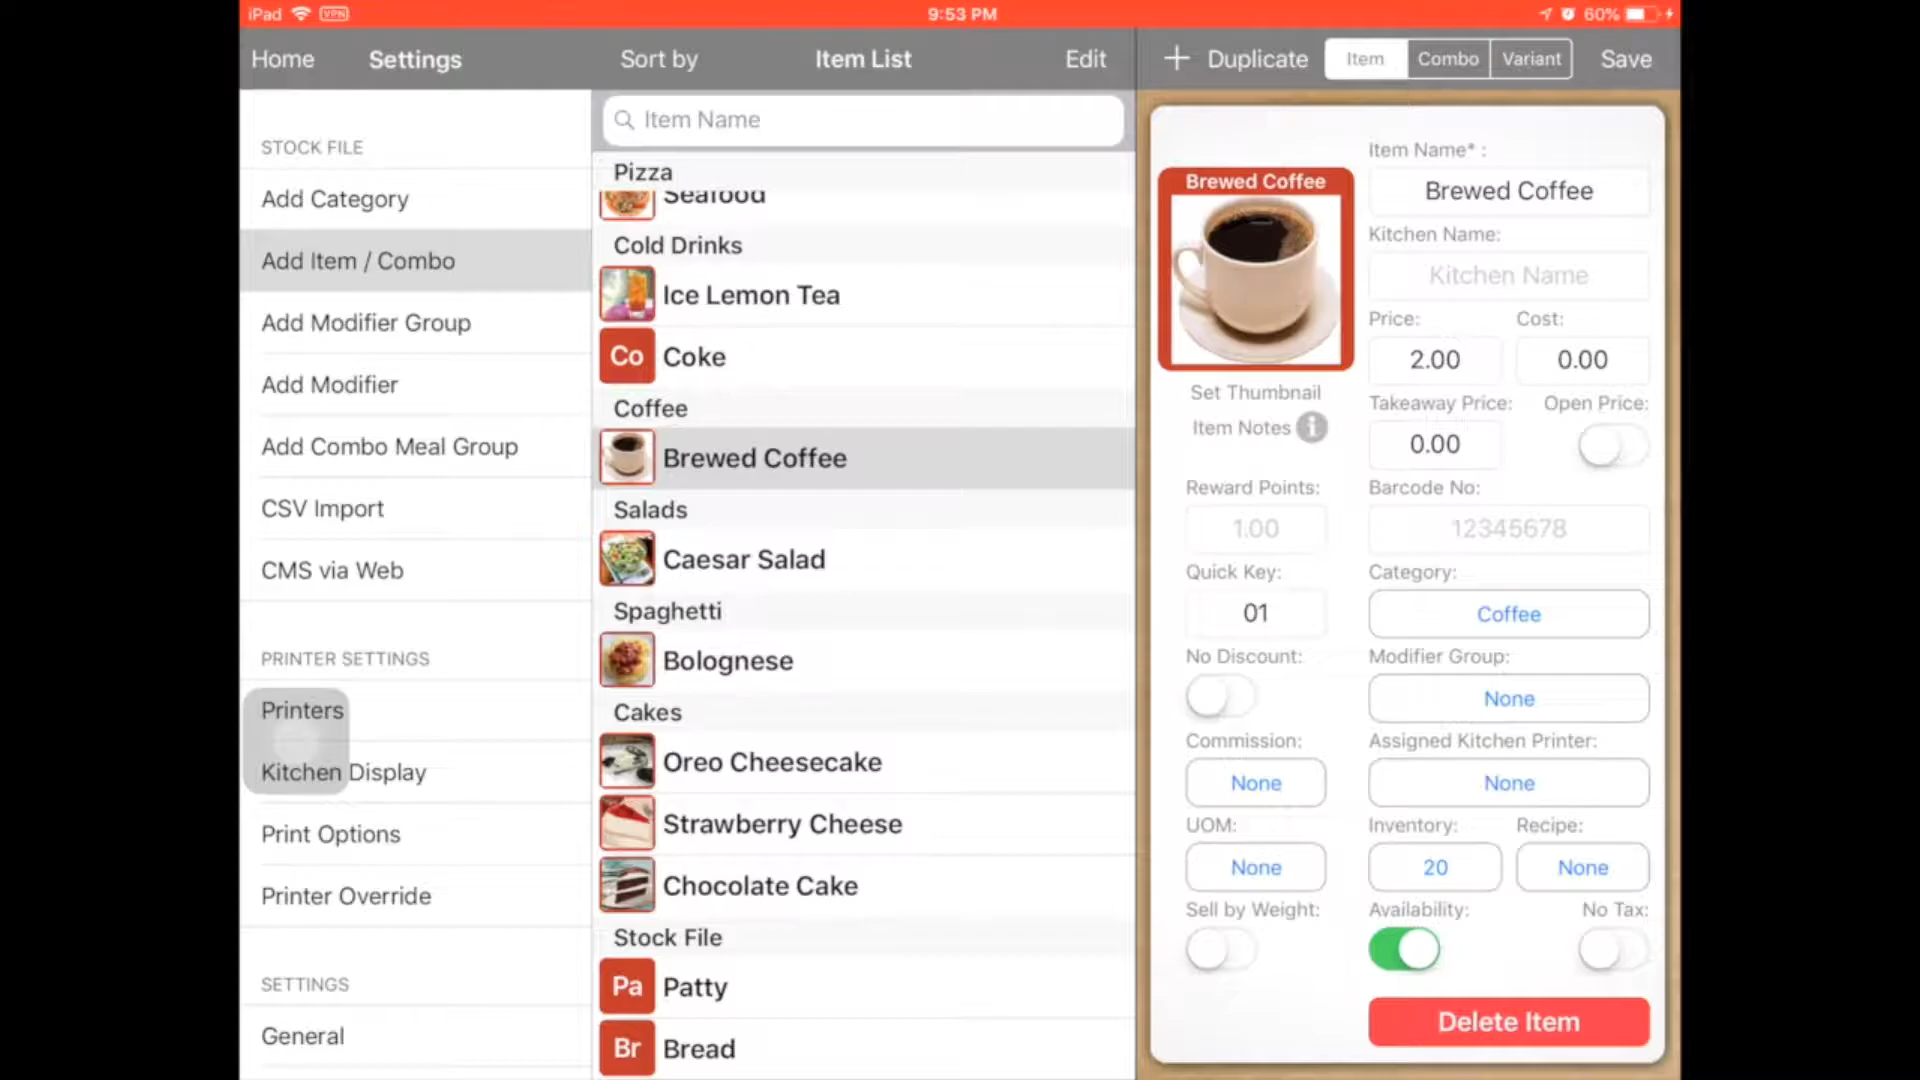 iPad VPN
9:53 PM
60%
Home
Settings
Sort by
Item List
Edit
Duplicate
Item
Combo
Variant
Save
STOCK FILE
Add Category
Add Item / Combo
Add Modifier Group
Add Modifier
Add Combo Meal Group
CSV Import
CMS via Web
PRINTER SETTINGS
Printers
Kitchen Display
Print Options
Printer Override
SETTINGS
General
Item Name
Pizza
Seafood
Cold Drinks
Ice Lemon Tea
Co Coke
Coffee
Brewed Coffee
Salads
Caesar Salad
Spaghetti
Bolognese
Cakes
Oreo Cheesecake
Strawberry Cheese
Chocolate Cake
Stock File
Pa Patty
Br Bread
Brewed Coffee
Set Thumbnail
Item Notes i
Item Name* :
Brewed Coffee
Kitchen Name:
Kitchen Name
Price: Cost:
2.00 0.00
Takeaway Price: Open Price:
0.00
Reward Points: Barcode No:
1.00 12345678
Quick Key: Category:
01 Coffee
No Discount: Modifier Group:
None
Commission: Assigned Kitchen Printer:
None None
UOM: Inventory: Recipe:
None 20 None
Sell by Weight: Availability: No Tax:
Delete Item